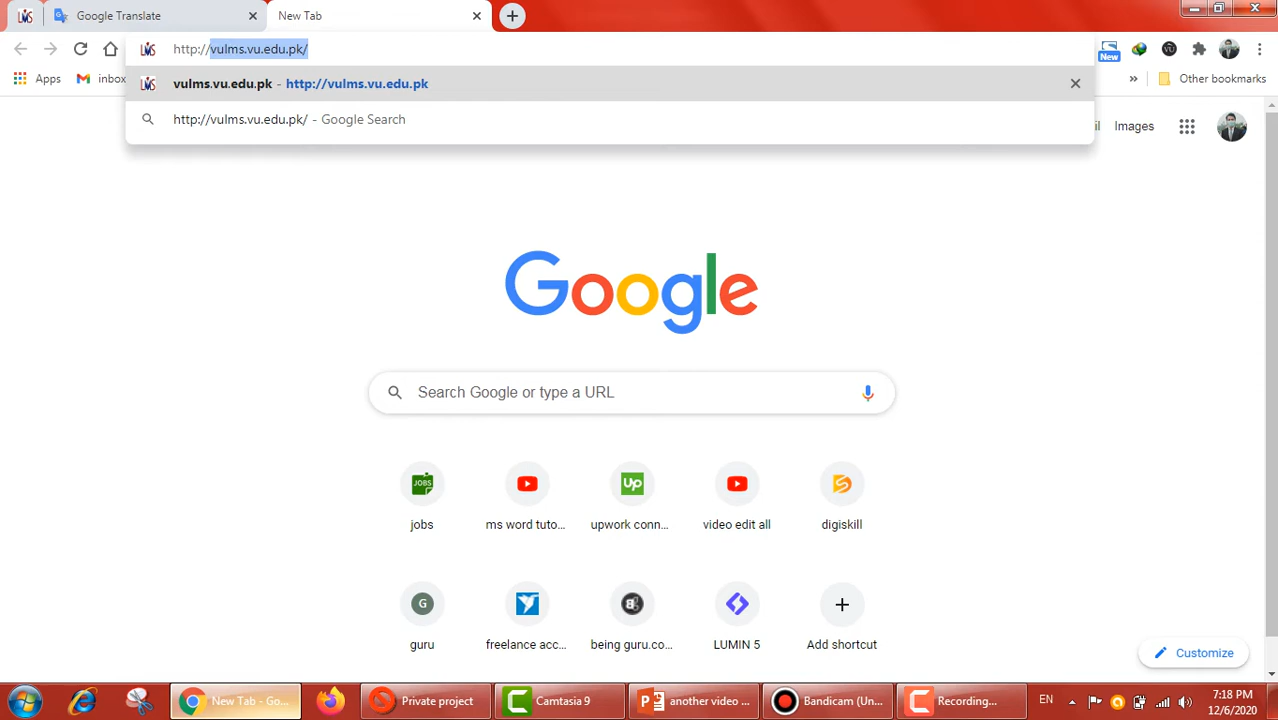 Google Translate
New Tab
http://vulms.vu.edu.pk/
New
Apps
inbox
»
Other bookmarks
vulms.vu.edu.pk - http://vulms.vu.edu.pk
http://vulms.vu.edu.pk/ - Google Search
il
Images
Google
Search Google or type a URL
jobs
ms word tuto...
upwork conn...
video edit all
digiskill
guru
freelance acc...
being guru.co...
LUMIN 5
Add shortcut
Customize
New Tab - Go...
Private project
Camtasia 9
another video ...
Bandicam (Un...
Recording...
EN
7:18 PM
12/6/2020